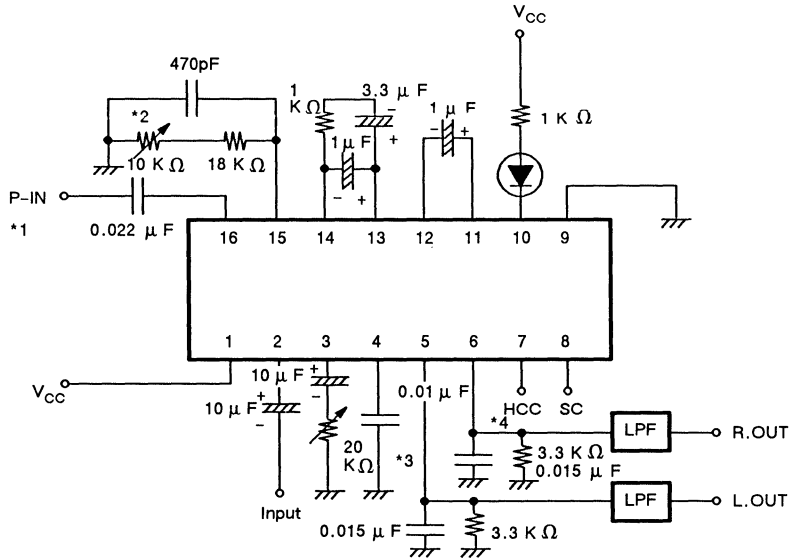 VCC
470pF
1
KΩ
3.3 μF
-
+
*2
1 μF
-
+
1 KΩ
10 KΩ
18 KΩ
1 μF
-
+
P-IN
*1
0.022 μF
16
15
14
13
12
11
10
9
1
2
3
4
5
6
7
8
VCC
10 μF
+
-
10 μF
+
-
0.01 μF
HCC
SC
*4
20
KΩ
*3
LPF
R.OUT
3.3 KΩ
0.015 μF
LPF
L.OUT
Input
0.015 μF
3.3 KΩ